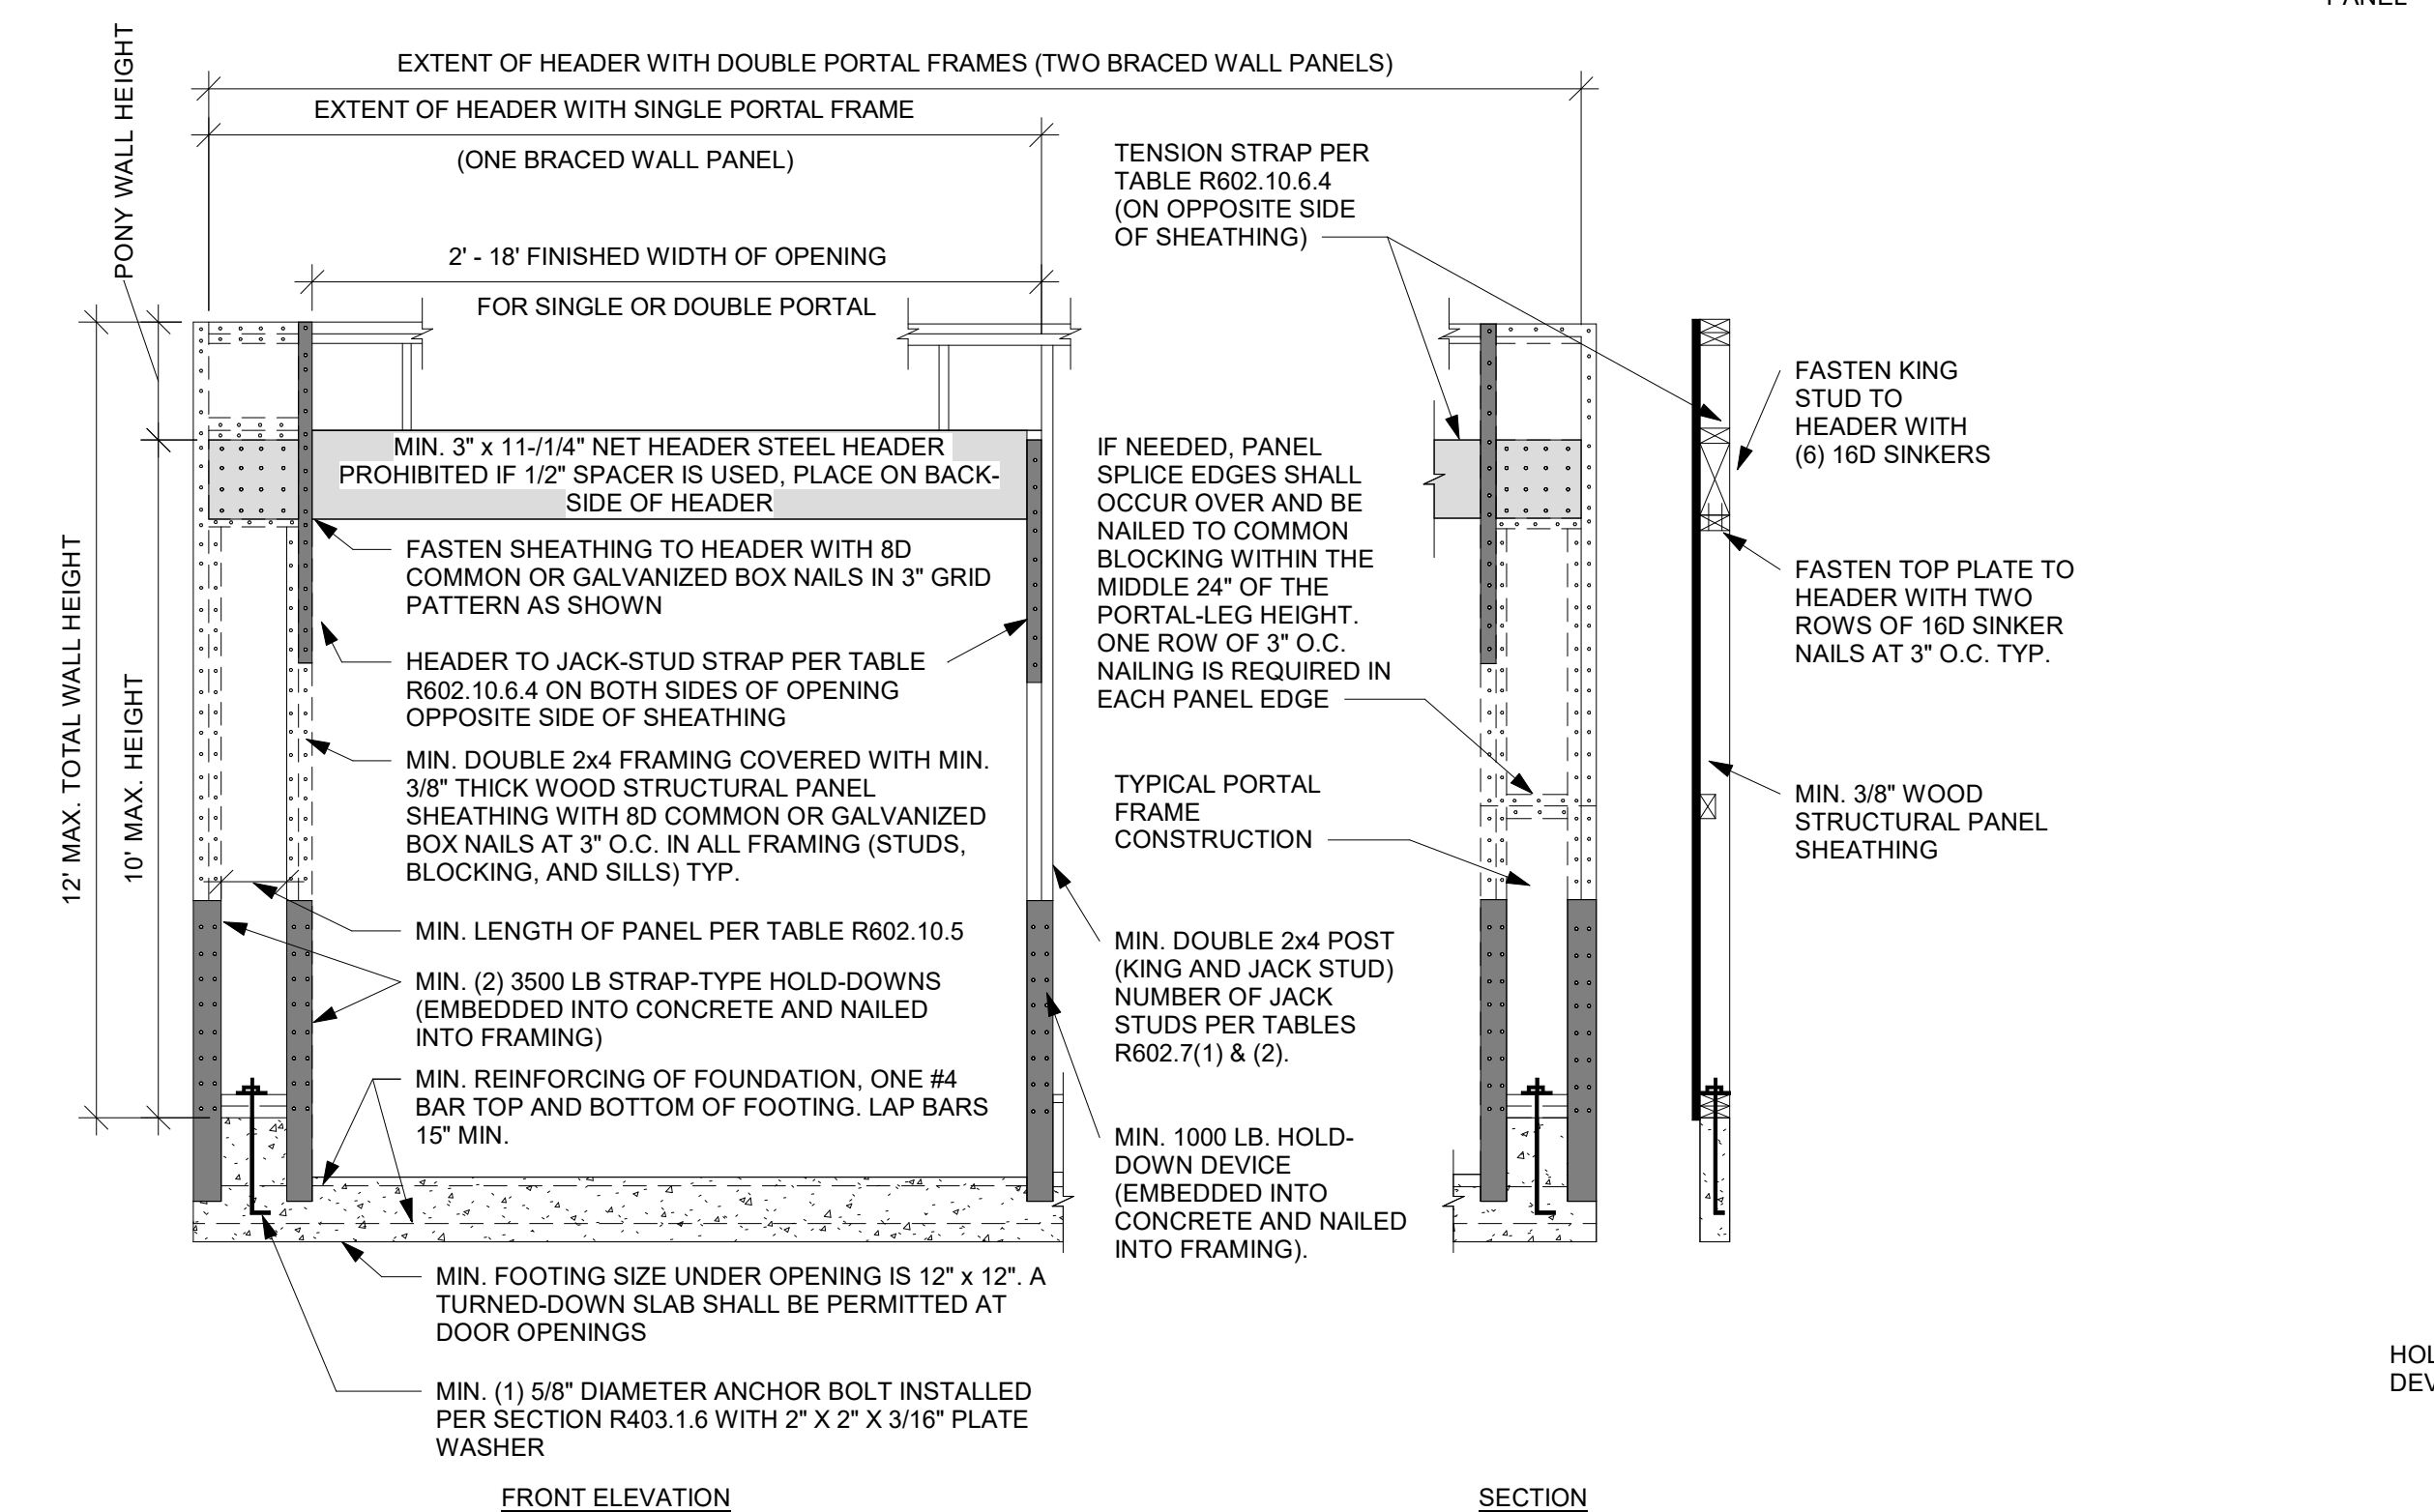 PANEL
PONY WALL HEIGHT
EXTENT OF HEADER WITH DOUBLE PORTAL FRAMES (TWO BRACED WALL PANELS)
EXTENT OF HEADER WITH SINGLE PORTAL FRAME
(ONE BRACED WALL PANEL)
2' - 18' FINISHED WIDTH OF OPENING
FOR SINGLE OR DOUBLE PORTAL
12' MAX. TOTAL WALL HEIGHT
10' MAX. HEIGHT
MIN. 3" x 11-/1/4" NET HEADER STEEL HEADER
PROHIBITED IF 1/2" SPACER IS USED, PLACE ON BACK-
SIDE OF HEADER
FASTEN SHEATHING TO HEADER WITH 8D
COMMON OR GALVANIZED BOX NAILS IN 3" GRID
PATTERN AS SHOWN
HEADER TO JACK-STUD STRAP PER TABLE
R602.10.6.4 ON BOTH SIDES OF OPENING
OPPOSITE SIDE OF SHEATHING
MIN. DOUBLE 2x4 FRAMING COVERED WITH MIN.
3/8" THICK WOOD STRUCTURAL PANEL
SHEATHING WITH 8D COMMON OR GALVANIZED
BOX NAILS AT 3" O.C. IN ALL FRAMING (STUDS,
BLOCKING, AND SILLS) TYP.
MIN. LENGTH OF PANEL PER TABLE R602.10.5
MIN. (2) 3500 LB STRAP-TYPE HOLD-DOWNS
(EMBEDDED INTO CONCRETE AND NAILED
INTO FRAMING)
MIN. REINFORCING OF FOUNDATION, ONE #4
BAR TOP AND BOTTOM OF FOOTING. LAP BARS
15" MIN.
MIN. FOOTING SIZE UNDER OPENING IS 12" x 12". A
TURNED-DOWN SLAB SHALL BE PERMITTED AT
DOOR OPENINGS
MIN. (1) 5/8" DIAMETER ANCHOR BOLT INSTALLED
PER SECTION R403.1.6 WITH 2" X 2" X 3/16" PLATE
WASHER
FRONT ELEVATION
TENSION STRAP PER
TABLE R602.10.6.4
(ON OPPOSITE SIDE
OF SHEATHING)
IF NEEDED, PANEL
SPLICE EDGES SHALL
OCCUR OVER AND BE
NAILED TO COMMON
BLOCKING WITHIN THE
MIDDLE 24" OF THE
PORTAL-LEG HEIGHT.
ONE ROW OF 3" O.C.
NAILING IS REQUIRED IN
EACH PANEL EDGE
TYPICAL PORTAL
FRAME
CONSTRUCTION
MIN. DOUBLE 2x4 POST
(KING AND JACK STUD)
NUMBER OF JACK
STUDS PER TABLES
R602.7(1) & (2).
MIN. 1000 LB. HOLD-
DOWN DEVICE
(EMBEDDED INTO
CONCRETE AND NAILED
INTO FRAMING).
FASTEN KING
STUD TO
HEADER WITH
(6) 16D SINKERS
FASTEN TOP PLATE TO
HEADER WITH TWO
ROWS OF 16D SINKER
NAILS AT 3" O.C. TYP.
MIN. 3/8" WOOD
STRUCTURAL PANEL
SHEATHING
SECTION